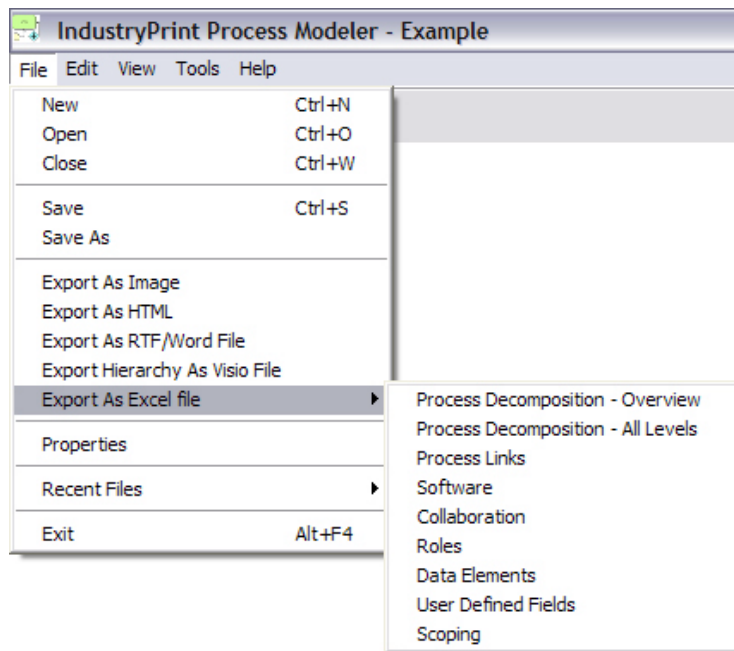 IndustryPrint Process Modeler - Example
File Edit View Tools Help
New Ctrl+N
Open Ctrl+O
Close Ctrl+W
Save Ctrl+S
Save As
Export As Image
Export As HTML
Export As RTF/Word File
Export Hierarchy As Visio File
Export As Excel file
Properties
Recent Files
Exit Alt+F4
Process Decomposition - Overview
Process Decomposition - All Levels
Process Links
Software
Collaboration
Roles
Data Elements
User Defined Fields
Scoping